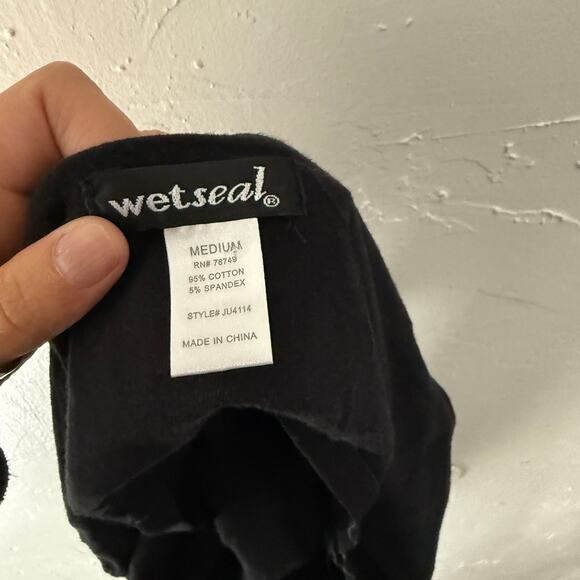 wetseal®
MEDIUM
RN# 78749
95% COTTON
5% SPANDEX
STYLE# JU4114
MADE IN CHINA